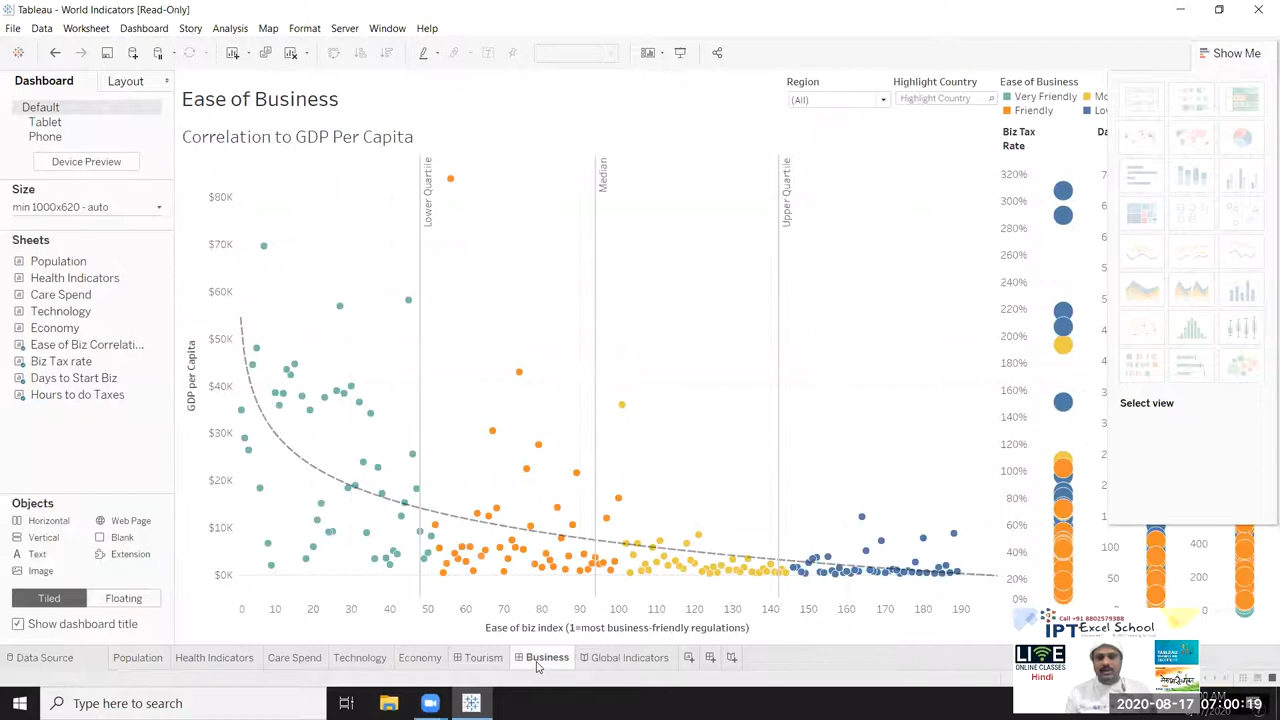 Tableau - World Indicators [Read-Only]
File Data Worksheet Dashboard Story Analysis Map Format Server Window Help
Show Me
Dashboard Layout
Default
Tablet
Phone
Device Preview
Size
min 1000x620 - auto
Sheets
Population
Health Indicators
Care Spend
Technology
Economy
Ease of Biz Correlati...
Biz Tax rate
Days to Start Biz
Hours to do Taxes
Objects
Horizontal Web Page
Vertical Blank
Text Extension
Image
Tiled Floating
Show dashboard title
Ease of Business
Correlation to GDP Per Capita
Region
(All)
Highlight Country
Highlight Country
Ease of Business
Very Friendly Mo
Friendly Lo
Lower Quartile
Median
Upper Quartile
GDP per Capita
$80K
$70K
$60K
$50K
$40K
$30K
$20K
$10K
$0K
0 10 20 30 40 50 60 70 80 90 100 110 120 130 140 150 160 170 180 190
Ease of biz index (1=most business-friendly regulations)
Biz Tax
Rate
Da
320%
300%
280%
260%
240%
220%
200%
180%
160%
140%
120%
100%
80%
60%
40%
20%
0%
100
50
400
200
0
Select view
Data Source Population Health Indicators Care Spend Technology Economy Business Global Indicators
Call +91 8802579388
IPT Excel School
LIVE
ONLINE CLASSES
Hindi
Type here to search
2020-08-17 07:00:19